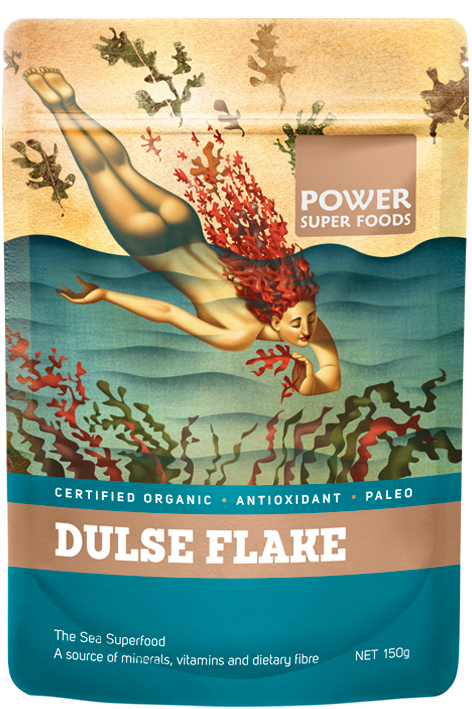 POWER
SUPER FOODS
CERTIFIED ORGANIC • ANTIOXIDANT • PALEO
DULSE FLAKE
The Sea Superfood
A source of minerals, vitamins and dietary fibre
NET 150g